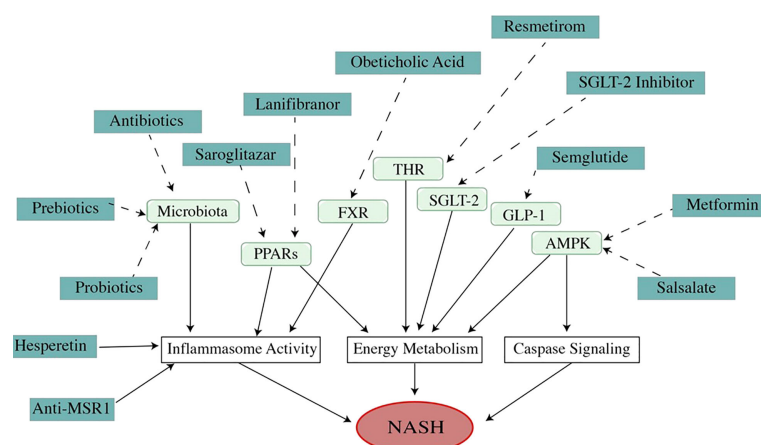 Resmetirom
Obeticholic Acid
SGLT-2 Inhibitor
Lanifibranor
Antibiotics
Saroglitazar
Semglutide
THR
SGLT-2
Prebiotics
Microbiota
FXR
GLP-1
Metformin
PPARs
AMPK
Probiotics
Salsalate
Hesperetin
Inflammasome Activity
Energy Metabolism
Caspase Signaling
Anti-MSR1
NASH